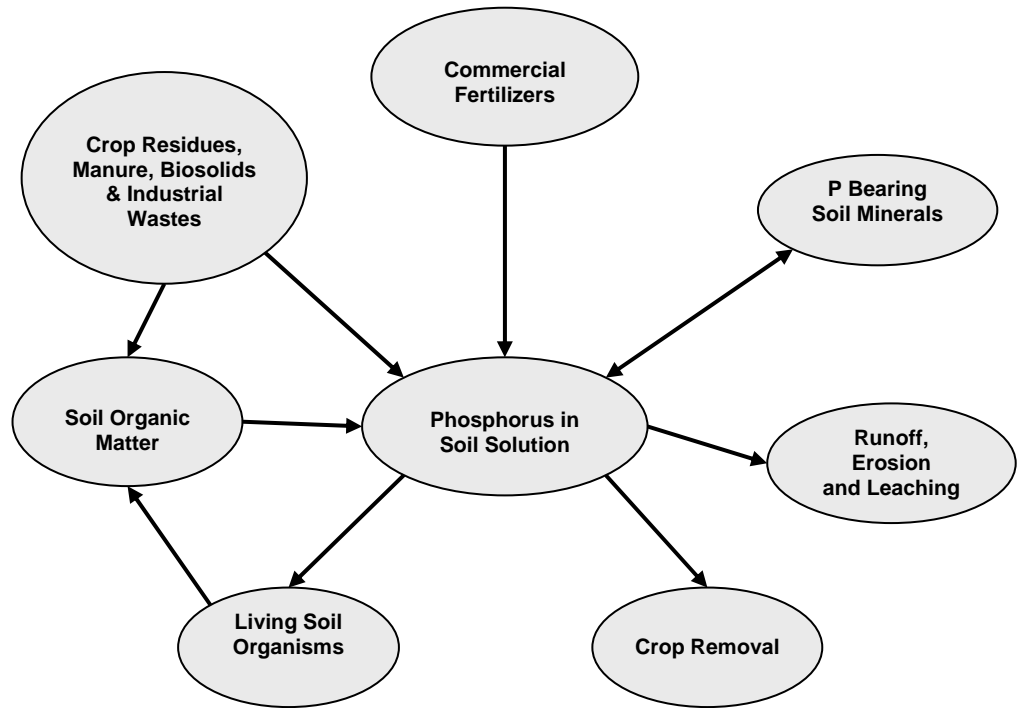 Commercial
Fertilizers
Crop Residues,
Manure, Biosolids
& Industrial
Wastes
P Bearing
Soil Minerals
Soil Organic
Matter
Phosphorus in
Soil Solution
Runoff,
Erosion
and Leaching
Living Soil
Organisms
Crop Removal